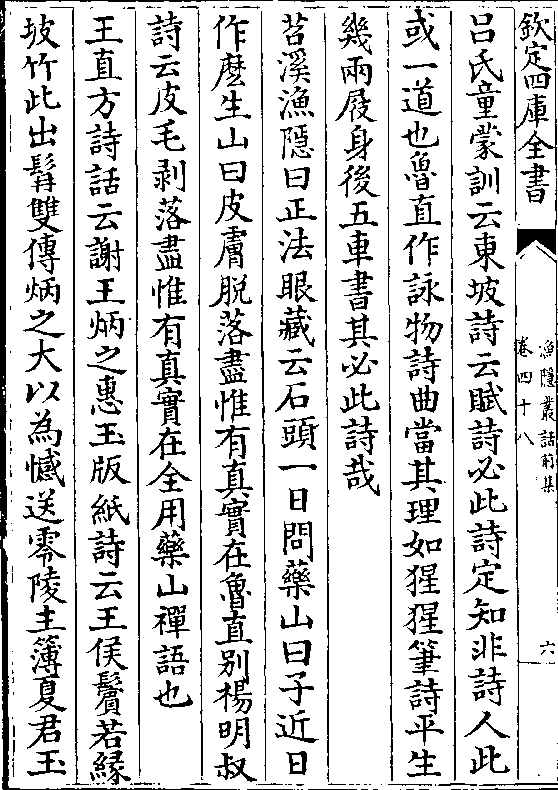 欽定四庫全書
漁隱叢話前集
卷四十八
六
吕氏童蒙訓云東坡詩云賦詩必此詩定知非詩人此
或一道也魯直作詠物詩曲當其理如猩猩筆詩平生
幾兩屐身後五車書其必此詩哉
苕溪漁隱曰正法眼藏云石頭一日問藥山曰子近日
作麽生山曰皮膚脱落盡惟有真實在魯直别楊明叔
詩云皮毛剥落盡惟有真實在全用藥山禪語也
王直方詩話云謝王炳之惠玉版紙詩云王侯鬢若緣
坡竹此出髯雙傳炳之大以為憾送零陵主簿夏君玉